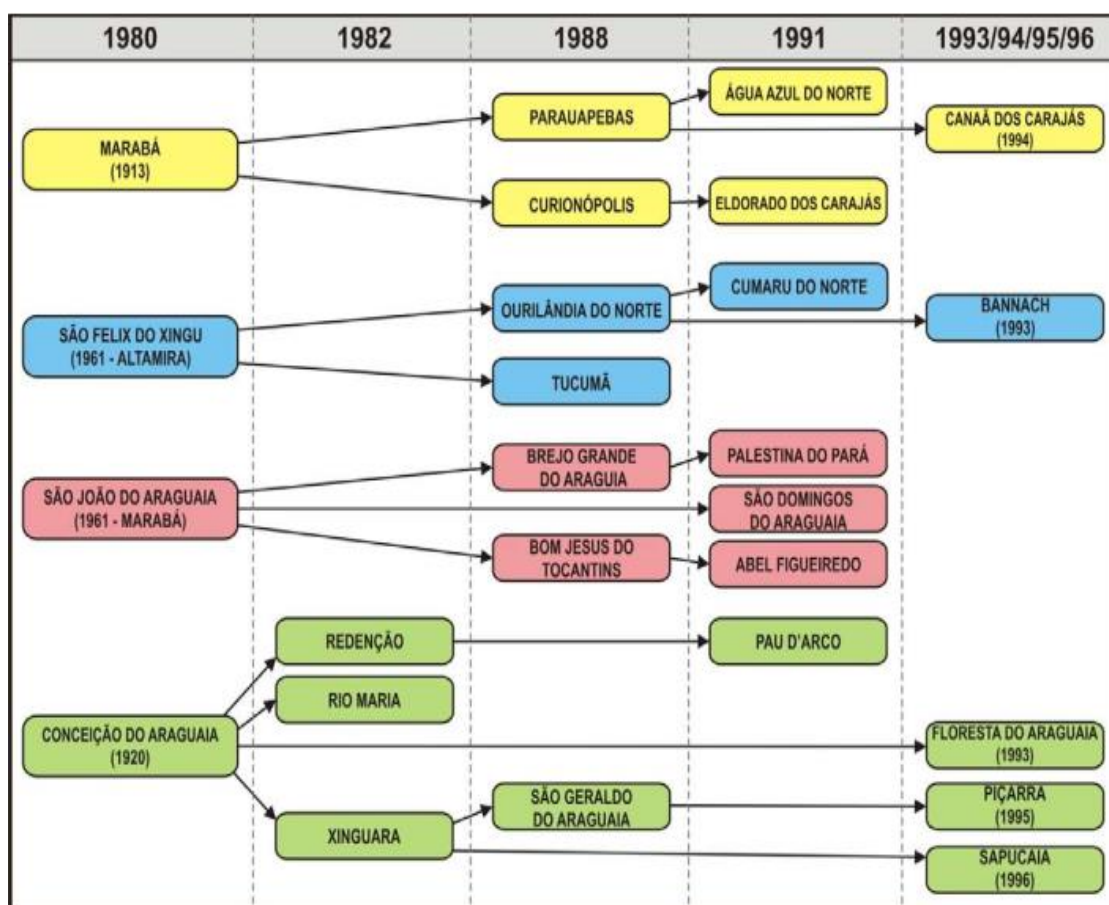 1980
1982
1988
1991
1993/94/95/96
ÁGUA AZUL DO NORTE
PARAUAPEBAS
CANAÃ DOS CARAJÁS
(1994)
MARABÁ
(1913)
CURIONÓPOLIS
ELDORADO DOS CARAJÁS
CUMARU DO NORTE
OURILÂNDIA DO NORTE
BANNACH
(1993)
SÃO FELIX DO XINGU
(1961 - ALTAMIRA)
TUCUMÃ
BREJO GRANDE
DO ARAGUIA
PALESTINA DO PARÁ
SÃO JOÃO DO ARAGUAIA
(1961 - MARABÁ)
SÃO DOMINGOS
DO ARAGUAIA
BOM JESUS DO
TOCANTINS
ABEL FIGUEIREDO
REDENÇÃO
PAU D'ARCO
RIO MARIA
CONCEIÇÃO DO ARAGUAIA
(1920)
FLORESTA DO ARAGUAIA
(1993)
SÃO GERALDO
DO ARAGUAIA
PIÇARRA
(1995)
XINGUARA
SAPUCAIA
(1996)